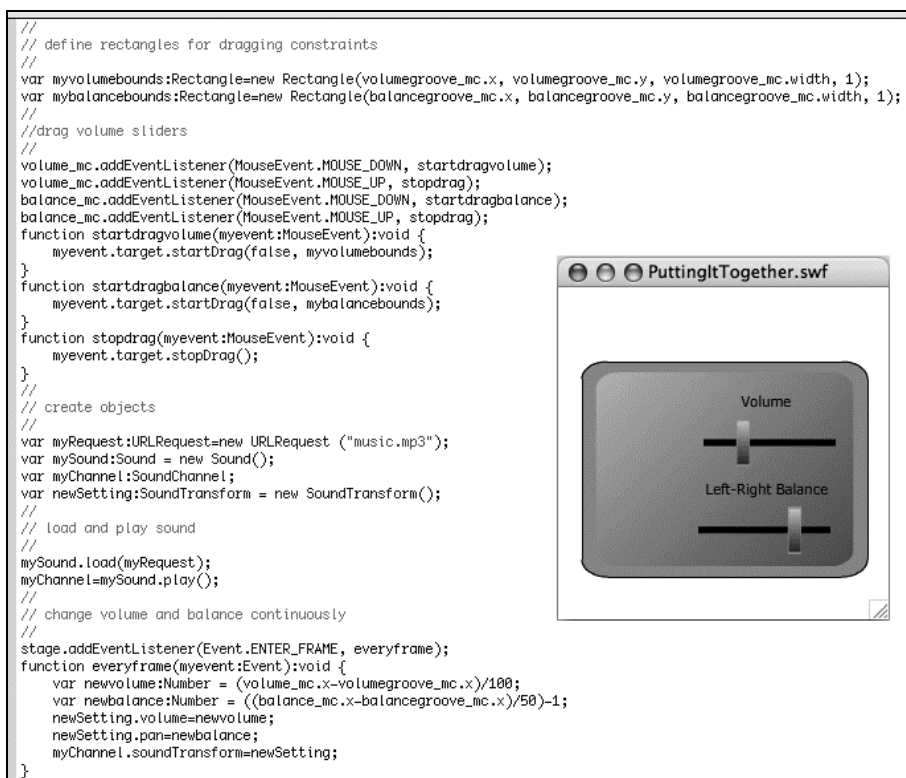 //
// define rectangles for dragging constraints
//
var myvolumebounds:Rectangle=new Rectangle(volumegroove_mc.x, volumegroove_mc.y, volumegroove_mc.width, 1);
var mybalancebounds:Rectangle=new Rectangle(balancegroove_mc.x, balancegroove_mc.y, balancegroove_mc.width, 1);
//
//drag volume sliders
//
volume_mc.addEventListener(MouseEvent.MOUSE_DOWN, startdragvolume);
volume_mc.addEventListener(MouseEvent.MOUSE_UP, stopdrag);
balance_mc.addEventListener(MouseEvent.MOUSE_DOWN, startdragbalance);
balance_mc.addEventListener(MouseEvent.MOUSE_UP, stopdrag);
function startdragvolume(myevent:MouseEvent):void {
    myevent.target.startDrag(false, myvolumebounds);
}
function startdragbalance(myevent:MouseEvent):void {
    myevent.target.startDrag(false, mybalancebounds);
}
function stopdrag(myevent:MouseEvent):void {
    myevent.target.stopDrag();
}
//
// create objects
//
var myRequest:URLRequest=new URLRequest ("music.mp3");
var mySound:Sound = new Sound();
var myChannel:SoundChannel;
var newSetting:SoundTransform = new SoundTransform();
//
// load and play sound
//
mySound.load(myRequest);
myChannel=mySound.play();
//
// change volume and balance continuously
//
stage.addEventListener(Event.ENTER_FRAME, everyframe);
function everyframe(myevent:Event):void {
    var newvolume:Number = (volume_mc.x-volumegroove_mc.x)/100;
    var newbalance:Number = ((balance_mc.x-balancegroove_mc.x)/50)-1;
    newSetting.volume=newvolume;
    newSetting.pan=newbalance;
    myChannel.soundTransform=newSetting;
}
PuttingItTogether.swf
Volume
Left-Right Balance